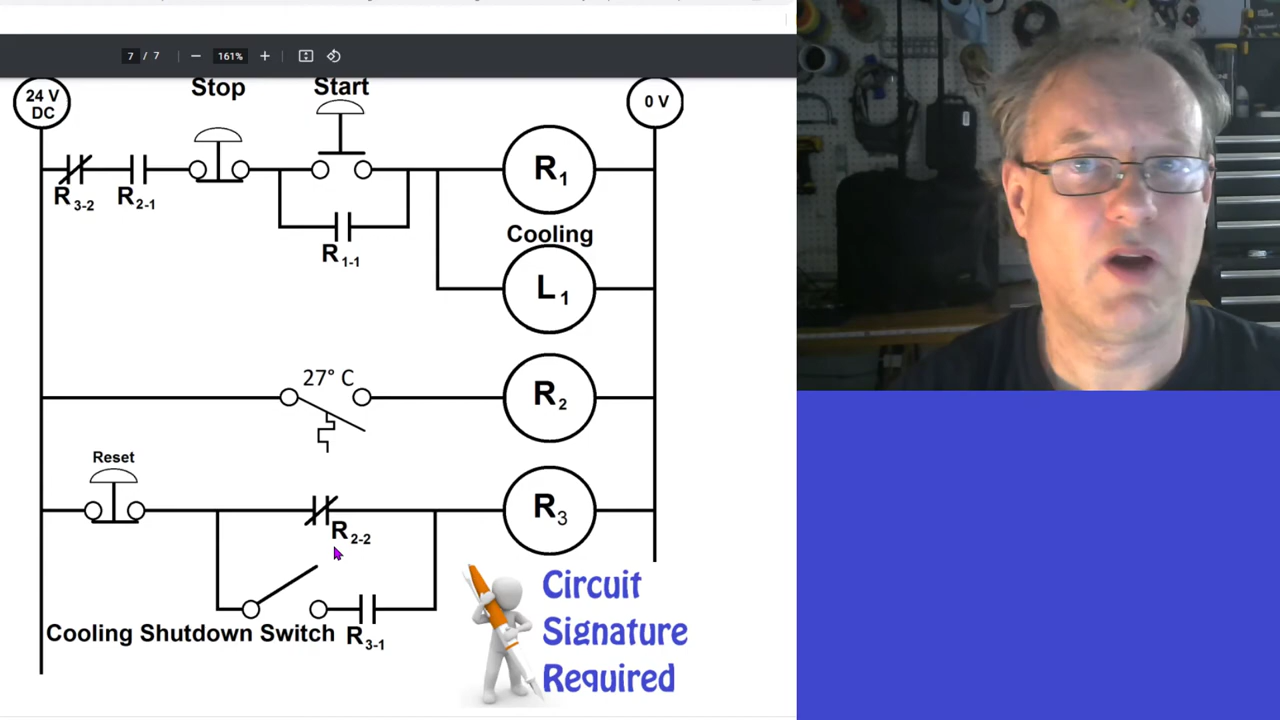 7 / 7
161%
24 V
DC
Stop
Start
0 V
R3-2
R2-1
R1
R1-1
Cooling
L1
27° C
R2
Reset
R2-2
R3
Cooling Shutdown Switch
R3-1
Circuit
Signature
Required